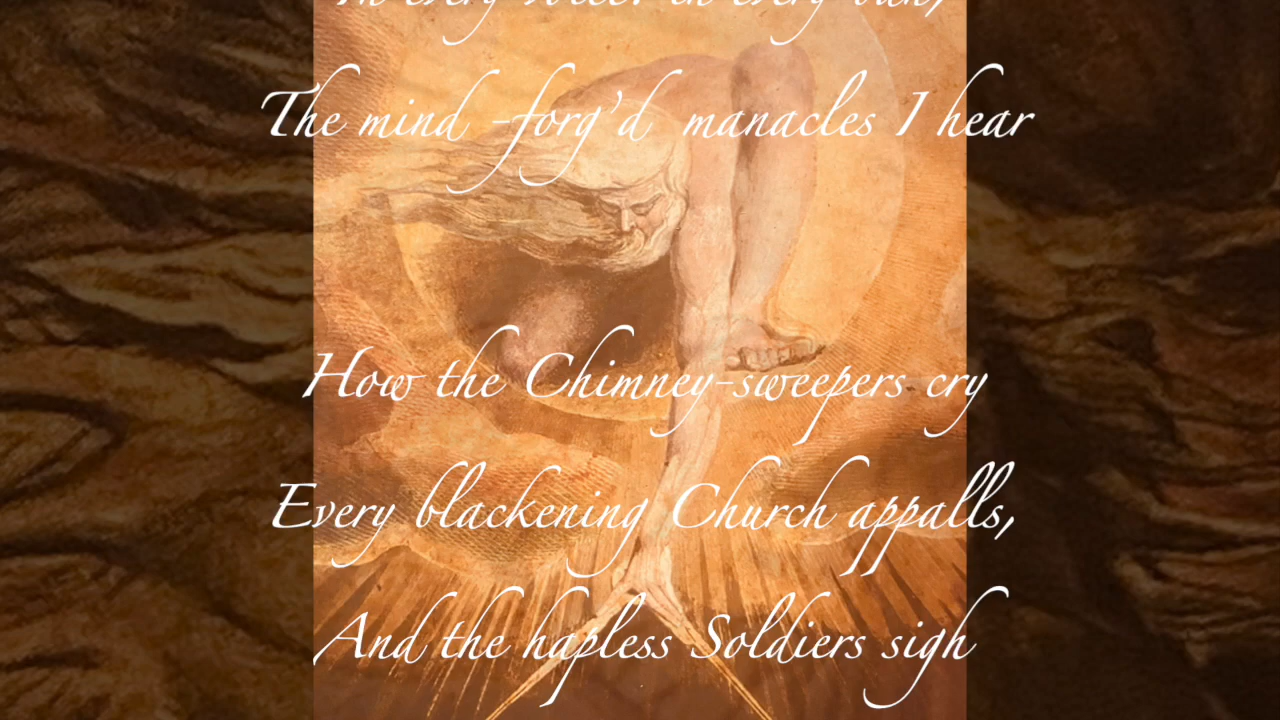 The mind -forg'd manacles I hear
How the Chimney-sweepers cry
Every blackening Church appalls,
And the hapless Soldiers sigh